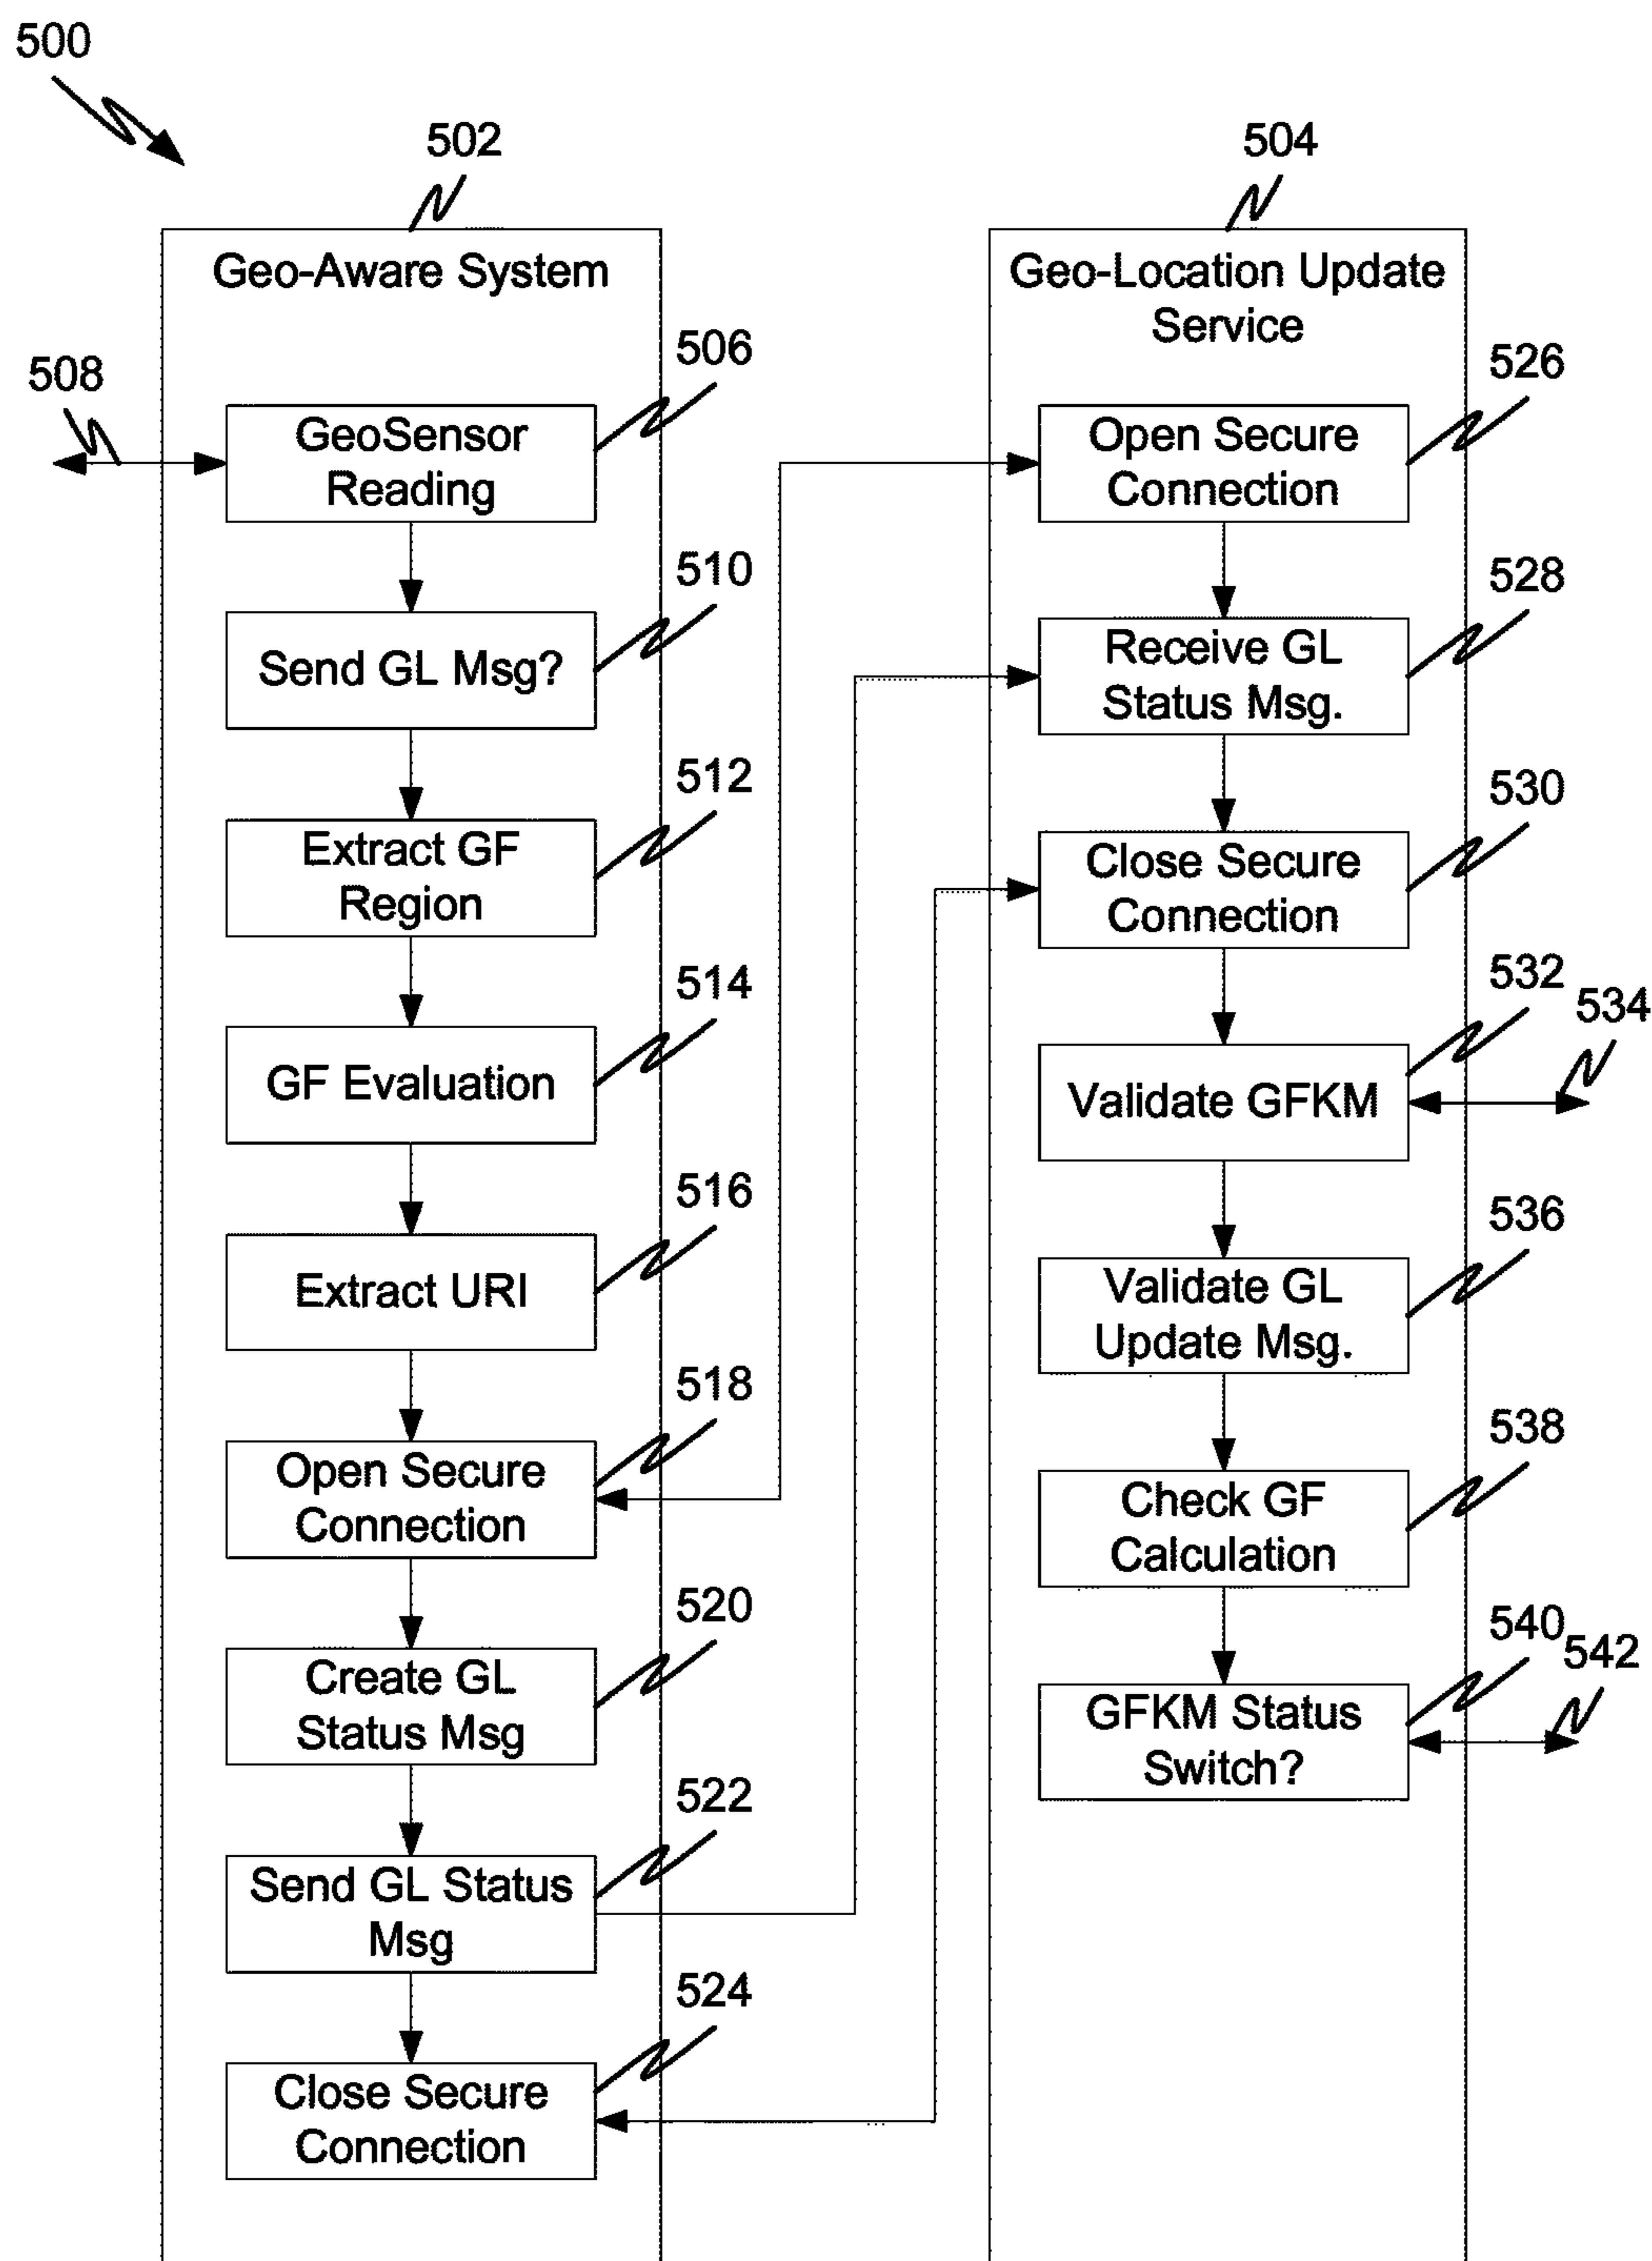 500
502
504
Geo-Aware System
Geo-Location Update
Service
506
508
GeoSensor
Reading
510
Send GL Msg?
512
Extract GF
Region
514
GF Evaluation
516
Extract URI
518
Open Secure
Connection
520
Create GL
Status Msg
522
Send GL Status
Msg
524
Close Secure
Connection
526
Open Secure
Connection
528
Receive GL
Status Msg.
530
Close Secure
Connection
532
534
Validate GFKM
536
Validate GL
Update Msg.
538
Check GF
Calculation
540
542
GFKM Status
Switch?